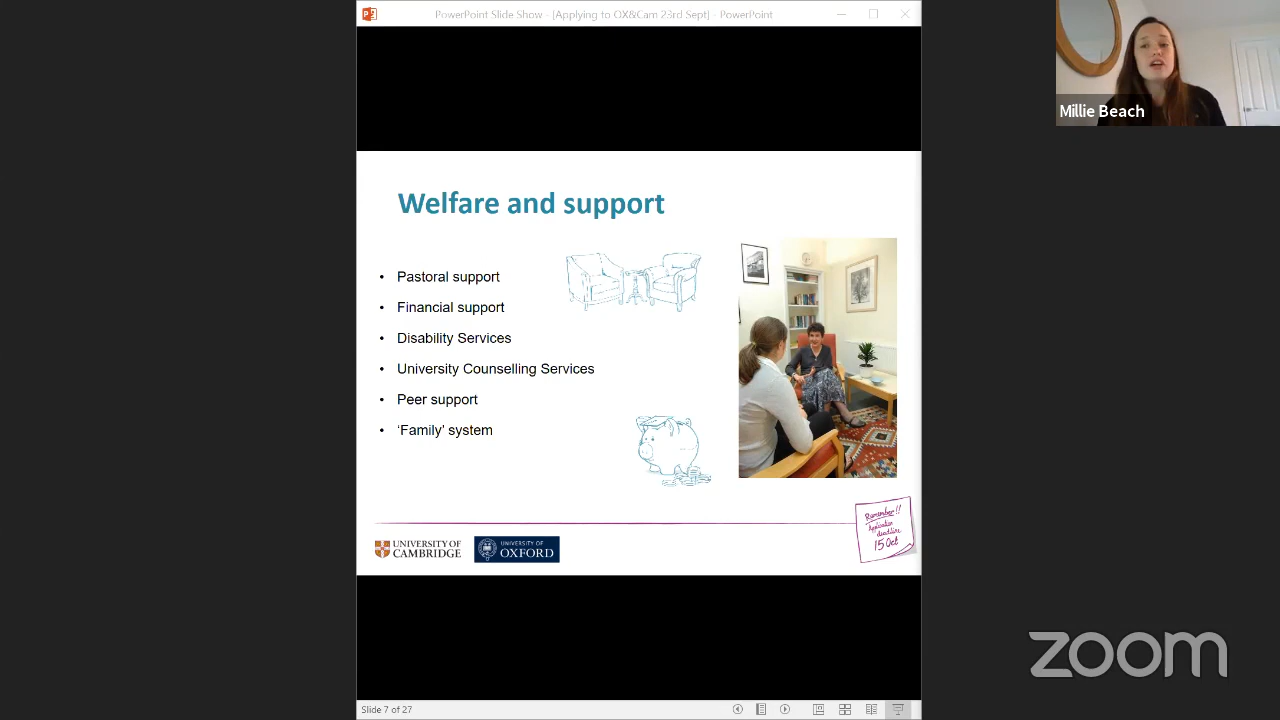 PowerPoint Slide Show - [Applying to OX&Cam 23rd Sept] - PowerPoint
Millie Beach
Welfare and support
• Pastoral support
• Financial support
• Disability Services
• University Counselling Services
• Peer support
• ‘Family’ system
Remember!!
Application
deadline
15 Oct
UNIVERSITY OF
CAMBRIDGE
UNIVERSITY OF
OXFORD
zoom
Slide 7 of 27